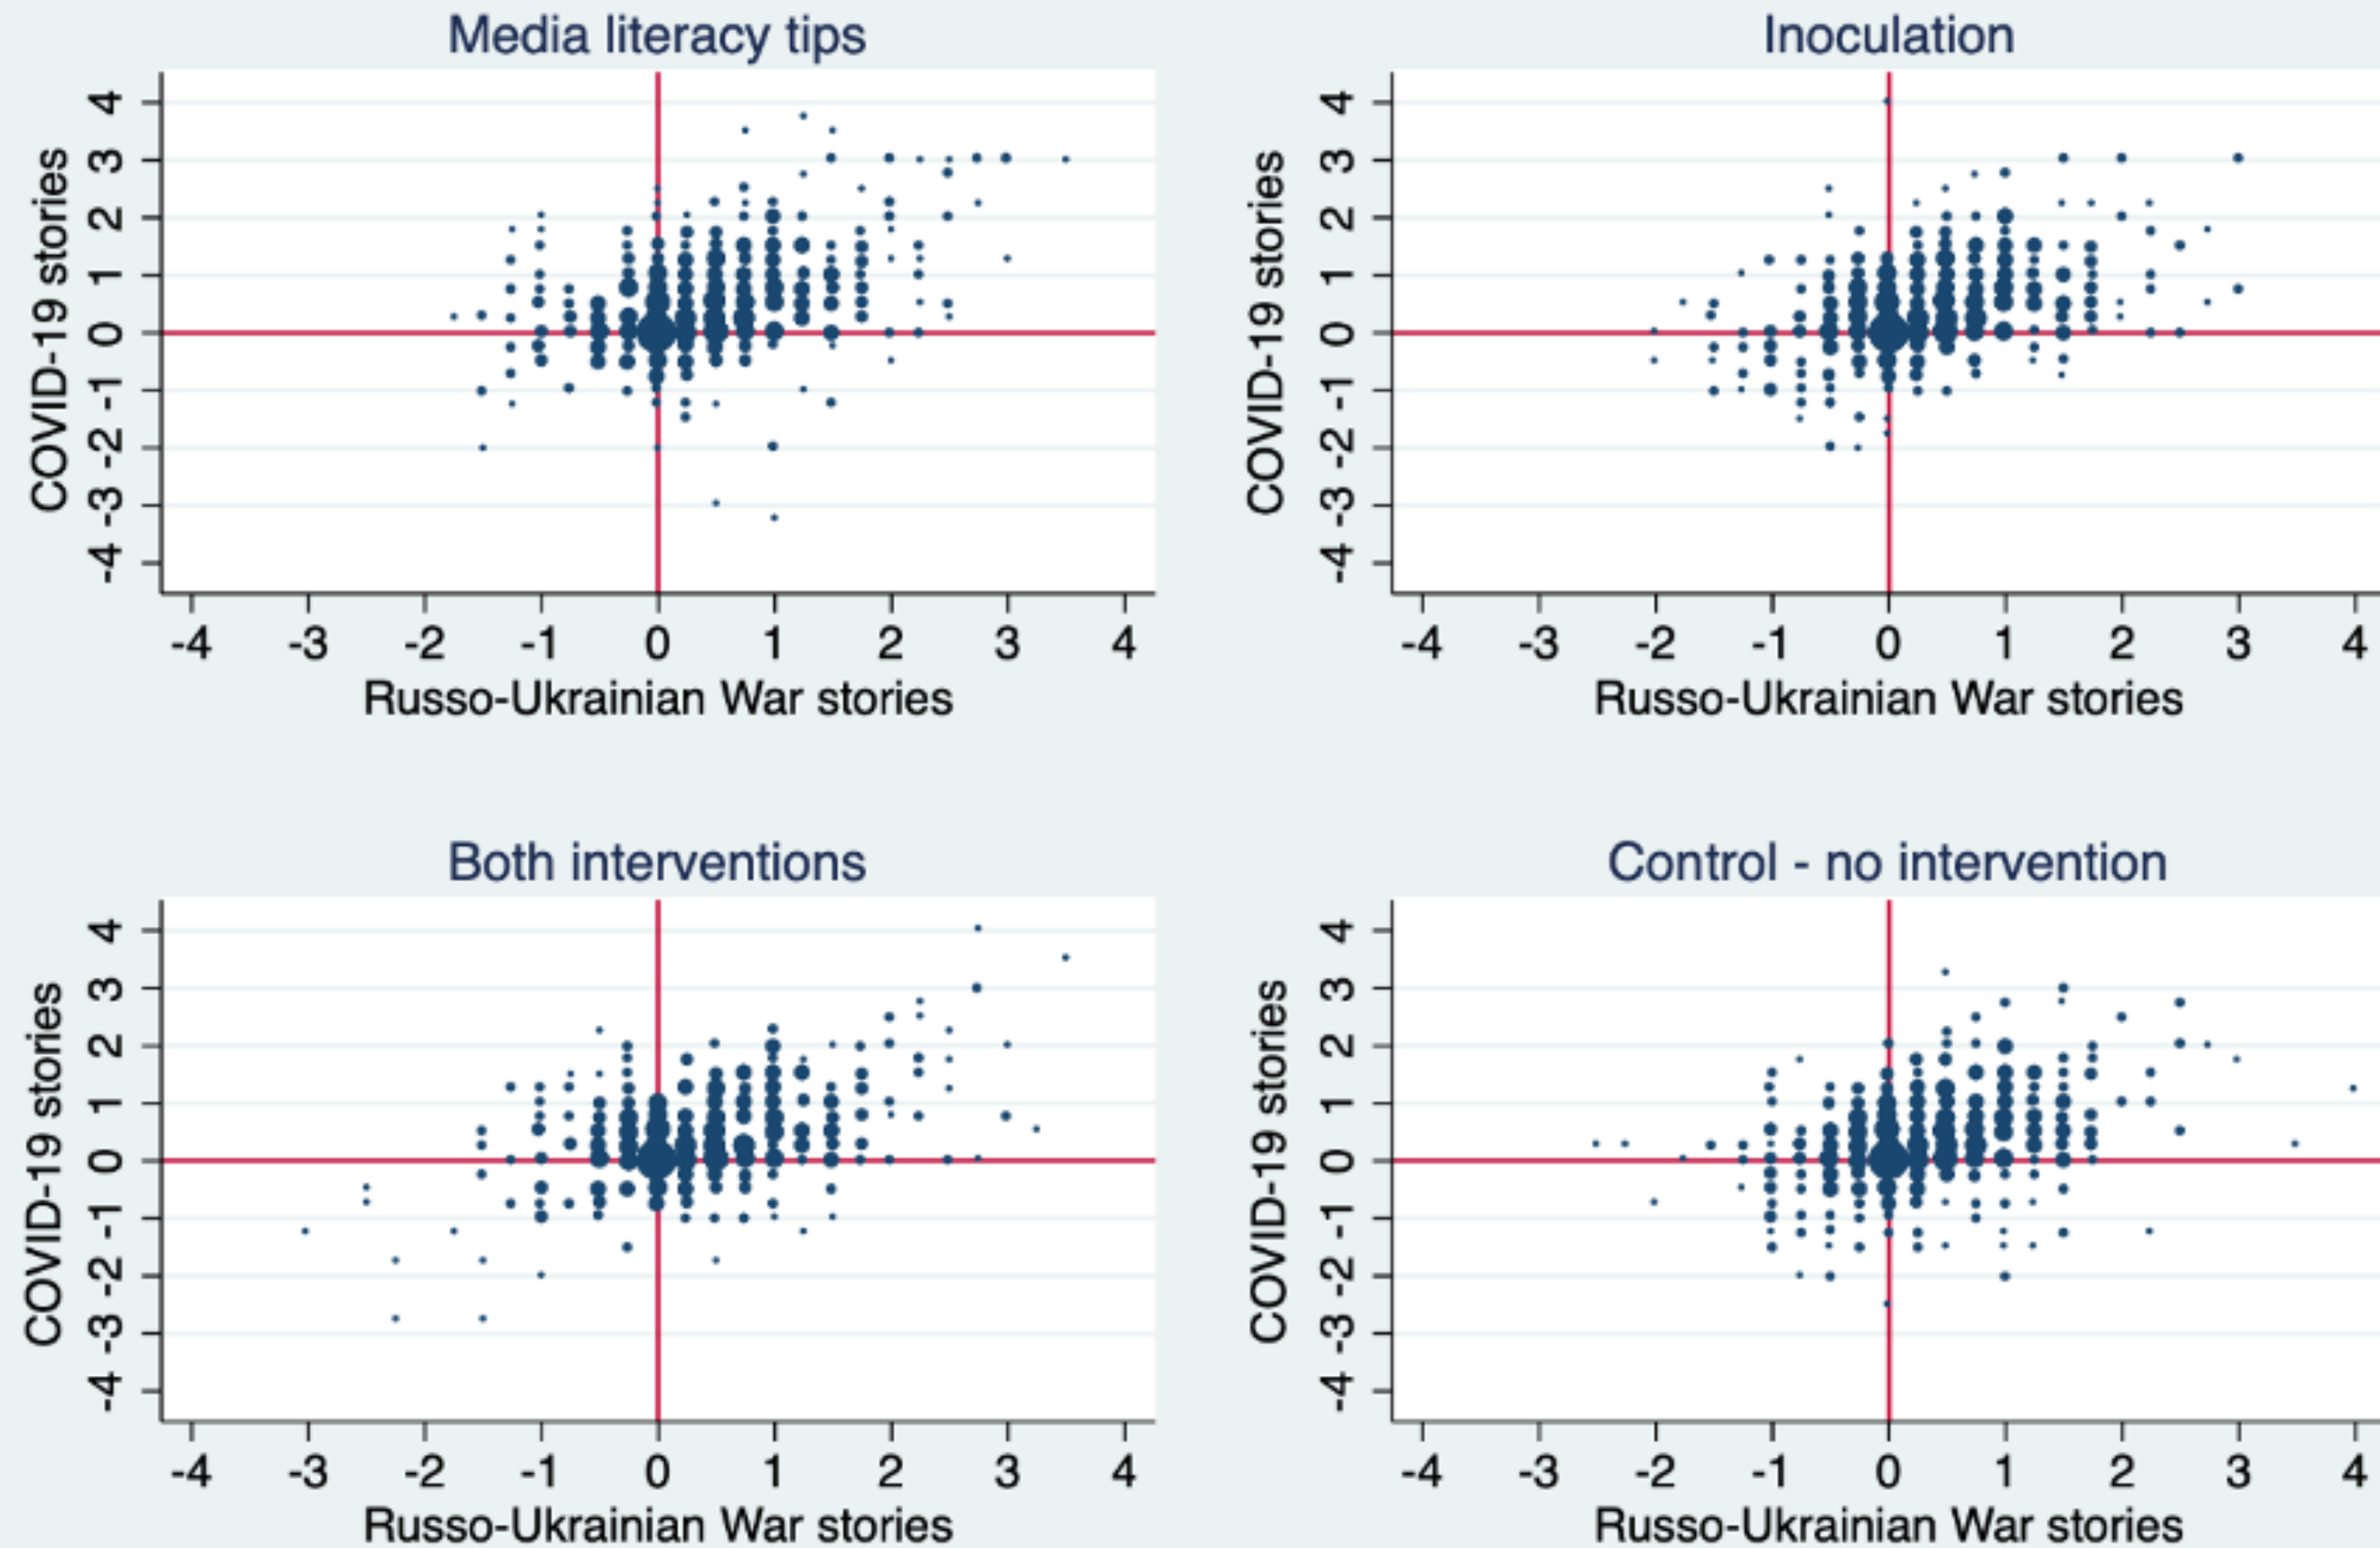 Media literacy tips
COVID-19 stories
4
3
2
1
0
-1
-2
-3
-4
-4 -3 -2 -1 0 1 2 3 4
Russo-Ukrainian War stories
Inoculation
COVID-19 stories
4
3
2
1
0
-1
-2
-3
-4
-4 -3 -2 -1 0 1 2 3 4
Russo-Ukrainian War stories
Both interventions
COVID-19 stories
4
3
2
1
0
-1
-2
-3
-4
-4 -3 -2 -1 0 1 2 3 4
Russo-Ukrainian War stories
Control - no intervention
COVID-19 stories
4
3
2
1
0
-1
-2
-3
-4
-4 -3 -2 -1 0 1 2 3 4
Russo-Ukrainian War stories